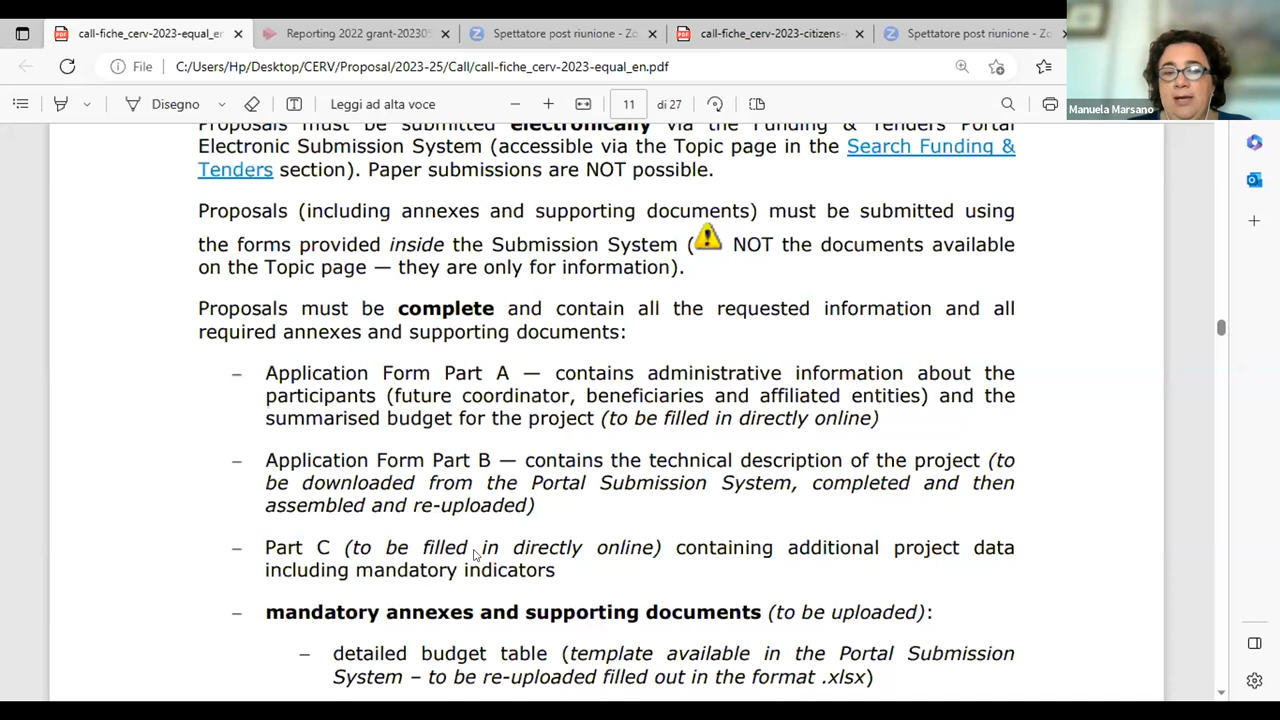 call-fiche_cerv-2023-equal_er
Reporting 2022 grant-202305
Spettatore post riunione - Zo
call-fiche_cerv-2023-citizens-
Spettatore post riunione - Zo
File C:/Users/Hp/Desktop/CERV/Proposal/2023-25/Call/call-fiche_cerv-2023-equal_en.pdf
Disegno Leggi ad alta voce 11 di 27
Manuela Marsano
Proposals must be submitted electronically via the Funding & Tenders Portal
Electronic Submission System (accessible via the Topic page in the Search Funding &
Tenders section). Paper submissions are NOT possible.
Proposals (including annexes and supporting documents) must be submitted using
the forms provided inside the Submission System ( NOT the documents available
on the Topic page — they are only for information).
Proposals must be complete and contain all the requested information and all
required annexes and supporting documents:
– Application Form Part A — contains administrative information about the
participants (future coordinator, beneficiaries and affiliated entities) and the
summarised budget for the project (to be filled in directly online)
– Application Form Part B — contains the technical description of the project (to
be downloaded from the Portal Submission System, completed and then
assembled and re-uploaded)
– Part C (to be filled in directly online) containing additional project data
including mandatory indicators
– mandatory annexes and supporting documents (to be uploaded):
– detailed budget table (template available in the Portal Submission
System – to be re-uploaded filled out in the format .xlsx)